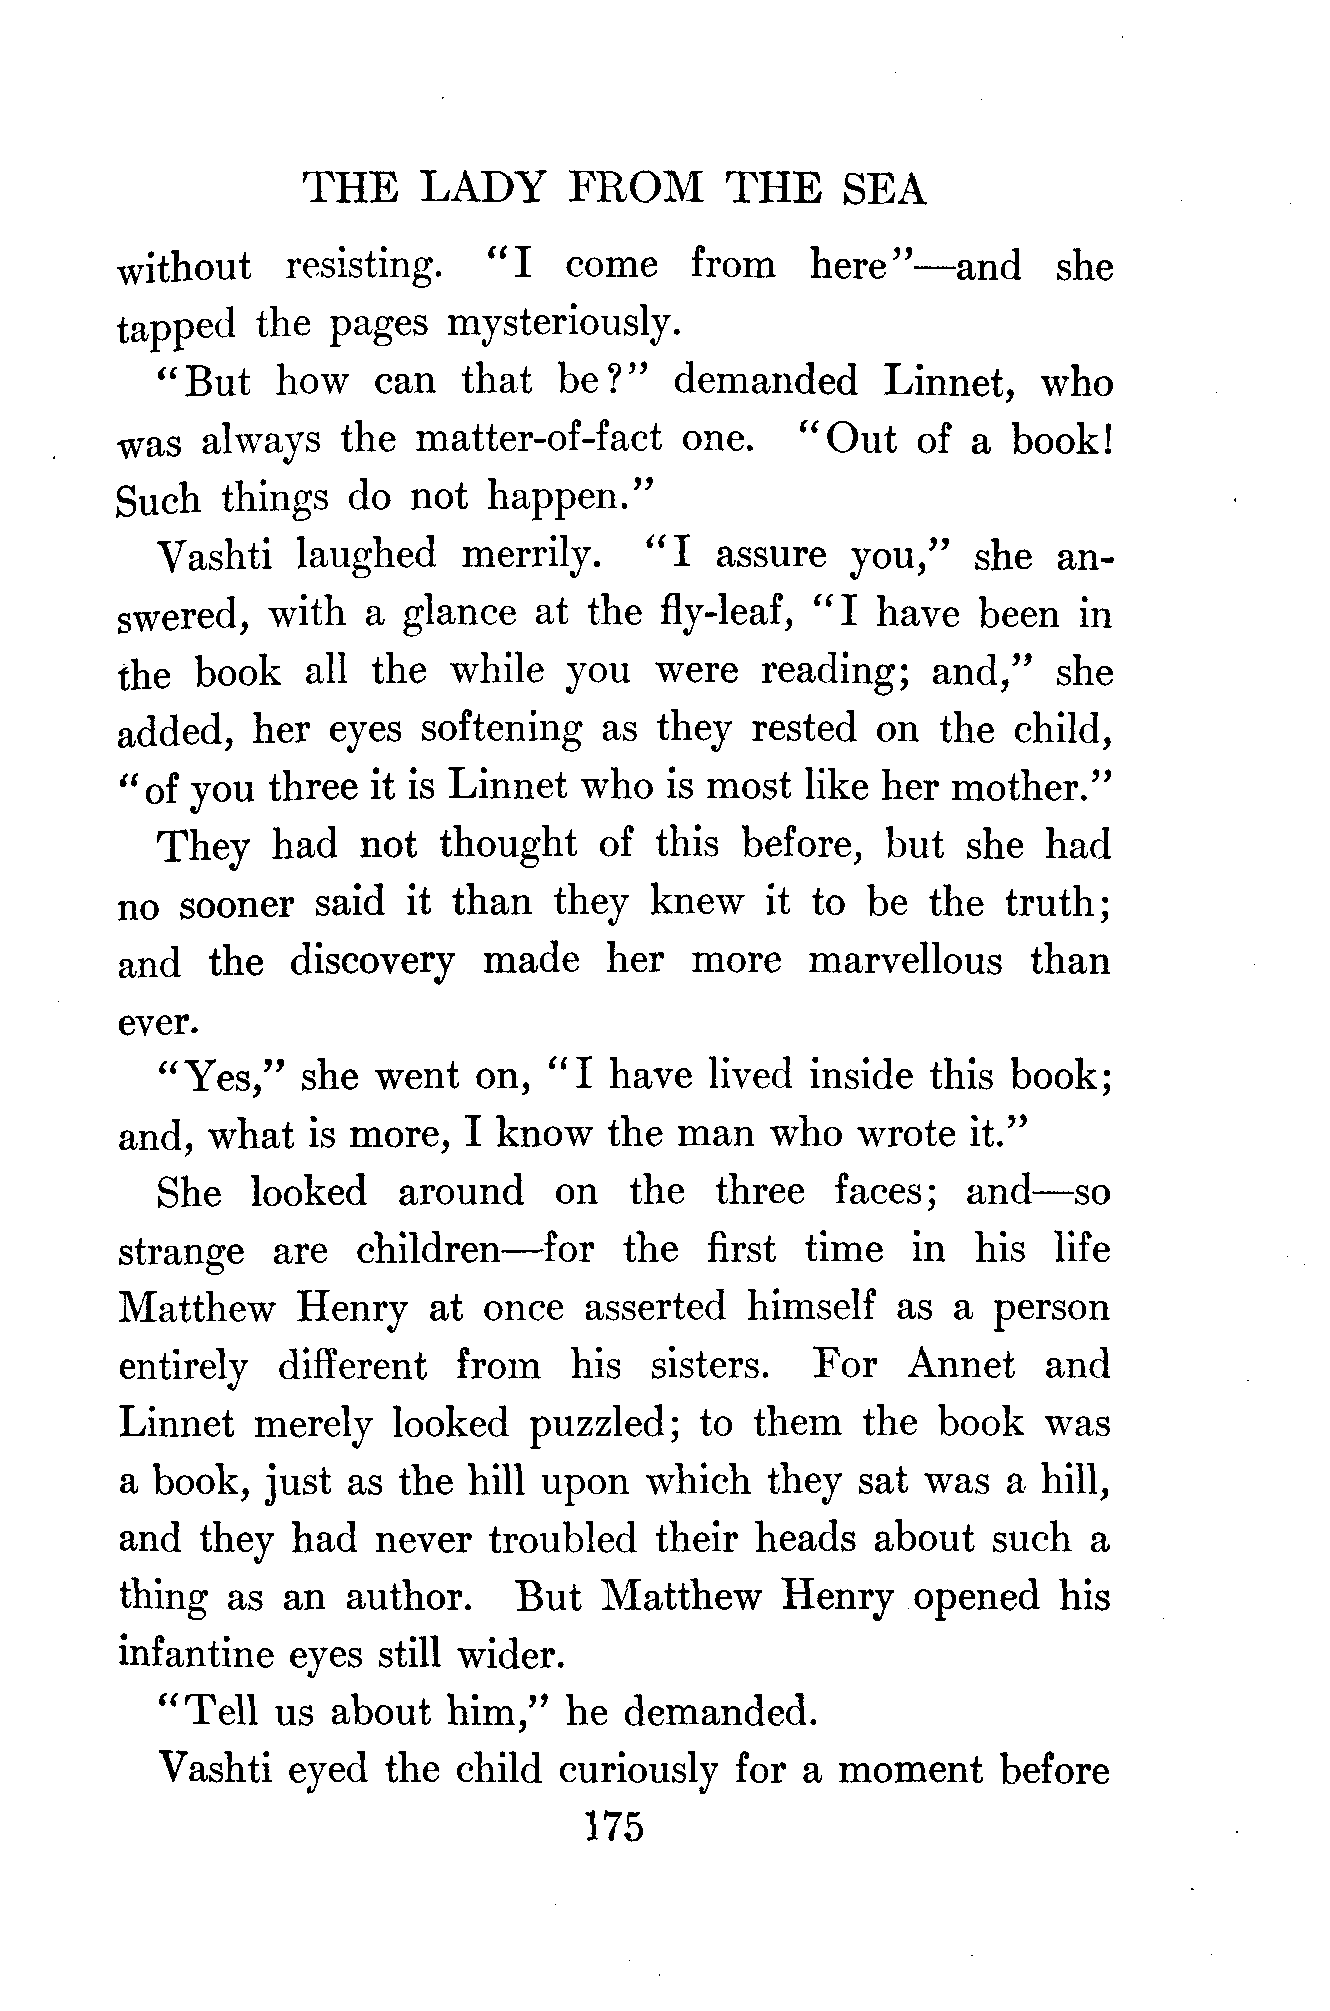 THE LADY FROM THE SEA
without resisting. "I come from here"—and she
tapped the pages mysteriously.
"But how can that be?" demanded Linnet, who
was always the matter-of-fact one. "Out of a book!
Such things do not happen."
Vashti laughed merrily. "I assure you," she an-
swered, with a glance at the fly-leaf, "I have been in
the book all the while you were reading; and," she
added, her eyes softening as they rested on the child,
"of you three it is Linnet who is most like her mother."
They had not thought of this before, but she had
no sooner said it than they knew it to be the truth;
and the discovery made her more marvellous than
ever.
"Yes," she went on, "I have lived inside this book;
and, what is more, I know the man who wrote it."
She looked around on the three faces; and—so
strange are children—for the first time in his life
Matthew Henry at once asserted himself as a person
entirely different from his sisters. For Annet and
Linnet merely looked puzzled; to them the book was
a book, just as the hill upon which they sat was a hill,
and they had never troubled their heads about such a
thing as an author. But Matthew Henry opened his
infantine eyes still wider.
"Tell us about him," he demanded.
Vashti eyed the child curiously for a moment before
175